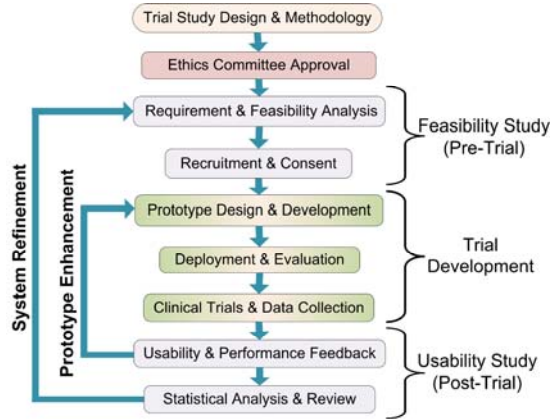 Trial Study Design & Methodology
Ethics Committee Approval
Requirement & Feasibility Analysis
Recruitment & Consent
Feasibility Study
(Pre-Trial)
Prototype Design & Development
Deployment & Evaluation
Clinical Trials & Data Collection
Trial
Development
Usability & Performance Feedback
Statistical Analysis & Review
Usability Study
(Post-Trial)
System Refinement
Prototype Enhancement